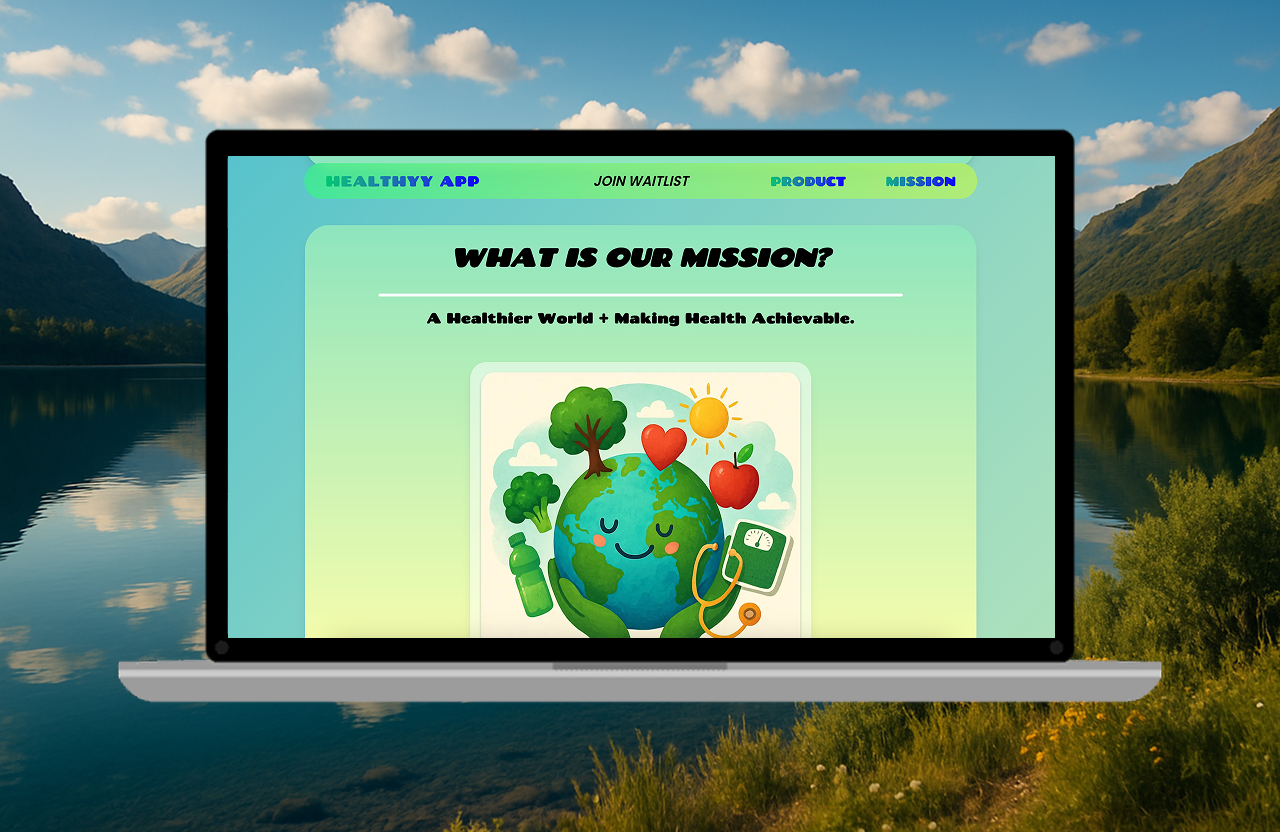 HEALTHYY APP
JOIN WAITLIST
PRODUCT
MISSION
WHAT IS OUR MISSION?
A Healthier World + Making Health Achievable.